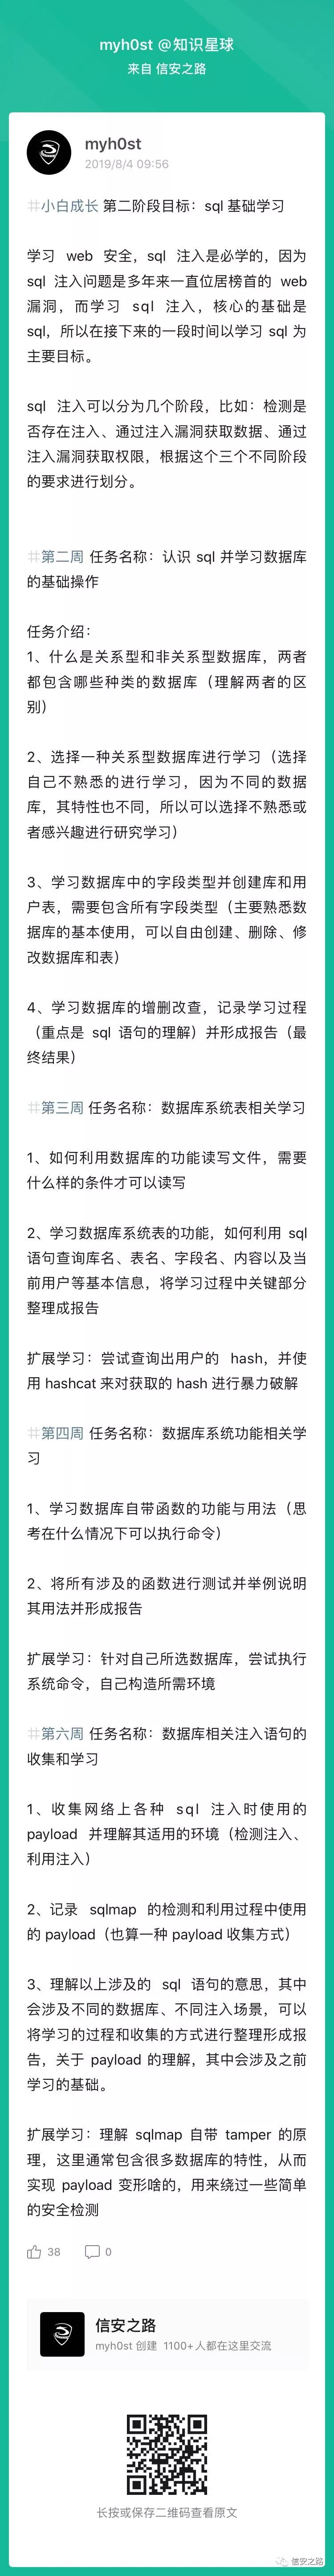 myh0st @知识星球
来自 信安之路
myh0st
2019/8/4 09:56
#小白成长 第二阶段目标：sql 基础学习
学习 web 安全，sql 注入是必学的，因为
sql 注入问题是多年来一直位居榜首的 web
漏洞，而学习 sql 注入，核心的基础是
sql，所以在接下来的一段时间以学习 sql 为
主要目标。
sql 注入可以分为几个阶段，比如：检测是
否存在注入、通过注入漏洞获取数据、通过
注入漏洞获取权限，根据这个三个不同阶段
的要求进行划分。
#第二周 任务名称：认识 sql 并学习数据库
的基础操作
任务介绍：
1、什么是关系型和非关系型数据库，两者
都包含哪些种类的数据库（理解两者的区
别）
2、选择一种关系型数据库进行学习（选择
自己不熟悉的进行学习，因为不同的数据
库，其特性也不同，所以可以选择不熟悉或
者感兴趣进行研究学习）
3、学习数据库中的字段类型并创建库和用
户表，需要包含所有字段类型（主要熟悉数
据库的基本使用，可以自由创建、删除、修
改数据库和表）
4、学习数据库的增删改查，记录学习过程
（重点是 sql 语句的理解）并形成报告（最
终结果）
#第三周 任务名称：数据库系统表相关学习
1、如何利用数据库的功能读写文件，需要
什么样的条件才可以读写
2、学习数据库系统表的功能，如何利用 sql
语句查询库名、表名、字段名、内容以及当
前用户等基本信息，将学习过程中关键部分
整理成报告
扩展学习：尝试查询出用户的 hash，并使
用 hashcat 来对获取的 hash 进行暴力破解
#第四周 任务名称：数据库系统功能相关学
习
1、学习数据库自带函数的功能与用法（思
考在什么情况下可以执行命令）
2、将所有涉及的函数进行测试并举例说明
其用法并形成报告
扩展学习：针对自己所选数据库，尝试执行
系统命令，自己构造所需环境
#第六周 任务名称：数据库相关注入语句的
收集和学习
1、收集网络上各种 sql 注入时使用的
payload 并理解其适用的环境（检测注入、
利用注入）
2、记录 sqlmap 的检测和利用过程中使用
的 payload（也算一种 payload 收集方式）
3、理解以上涉及的 sql 语句的意思，其中
会涉及不同的数据库、不同注入场景，可以
将学习的过程和收集的方式进行整理形成报
告，关于 payload 的理解，其中会涉及之前
学习的基础。
扩展学习：理解 sqlmap 自带 tamper 的原
理，这里通常包含很多数据库的特性，从而
实现 payload 变形啥的，用来绕过一些简单
的安全检测
38 0
信安之路
myh0st 创建 1100+人都在这里交流
长按或保存二维码查看原文
信安之路